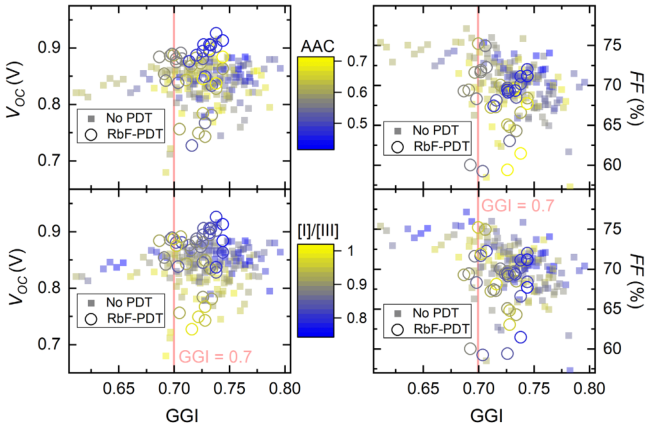 0.9
0.8
0.7
V_OC (V)
No PDT
RbF-PDT
AAC
0.7
0.6
0.5
No PDT
RbF-PDT
75
70
65
60
FF (%)
0.9
0.8
0.7
V_OC (V)
No PDT
RbF-PDT
GGI = 0.7
[I]/[III]
1
0.9
0.8
GGI = 0.7
No PDT
RbF-PDT
75
70
65
60
FF (%)
0.65 0.70 0.75 0.80
GGI
0.65 0.70 0.75 0.80
GGI